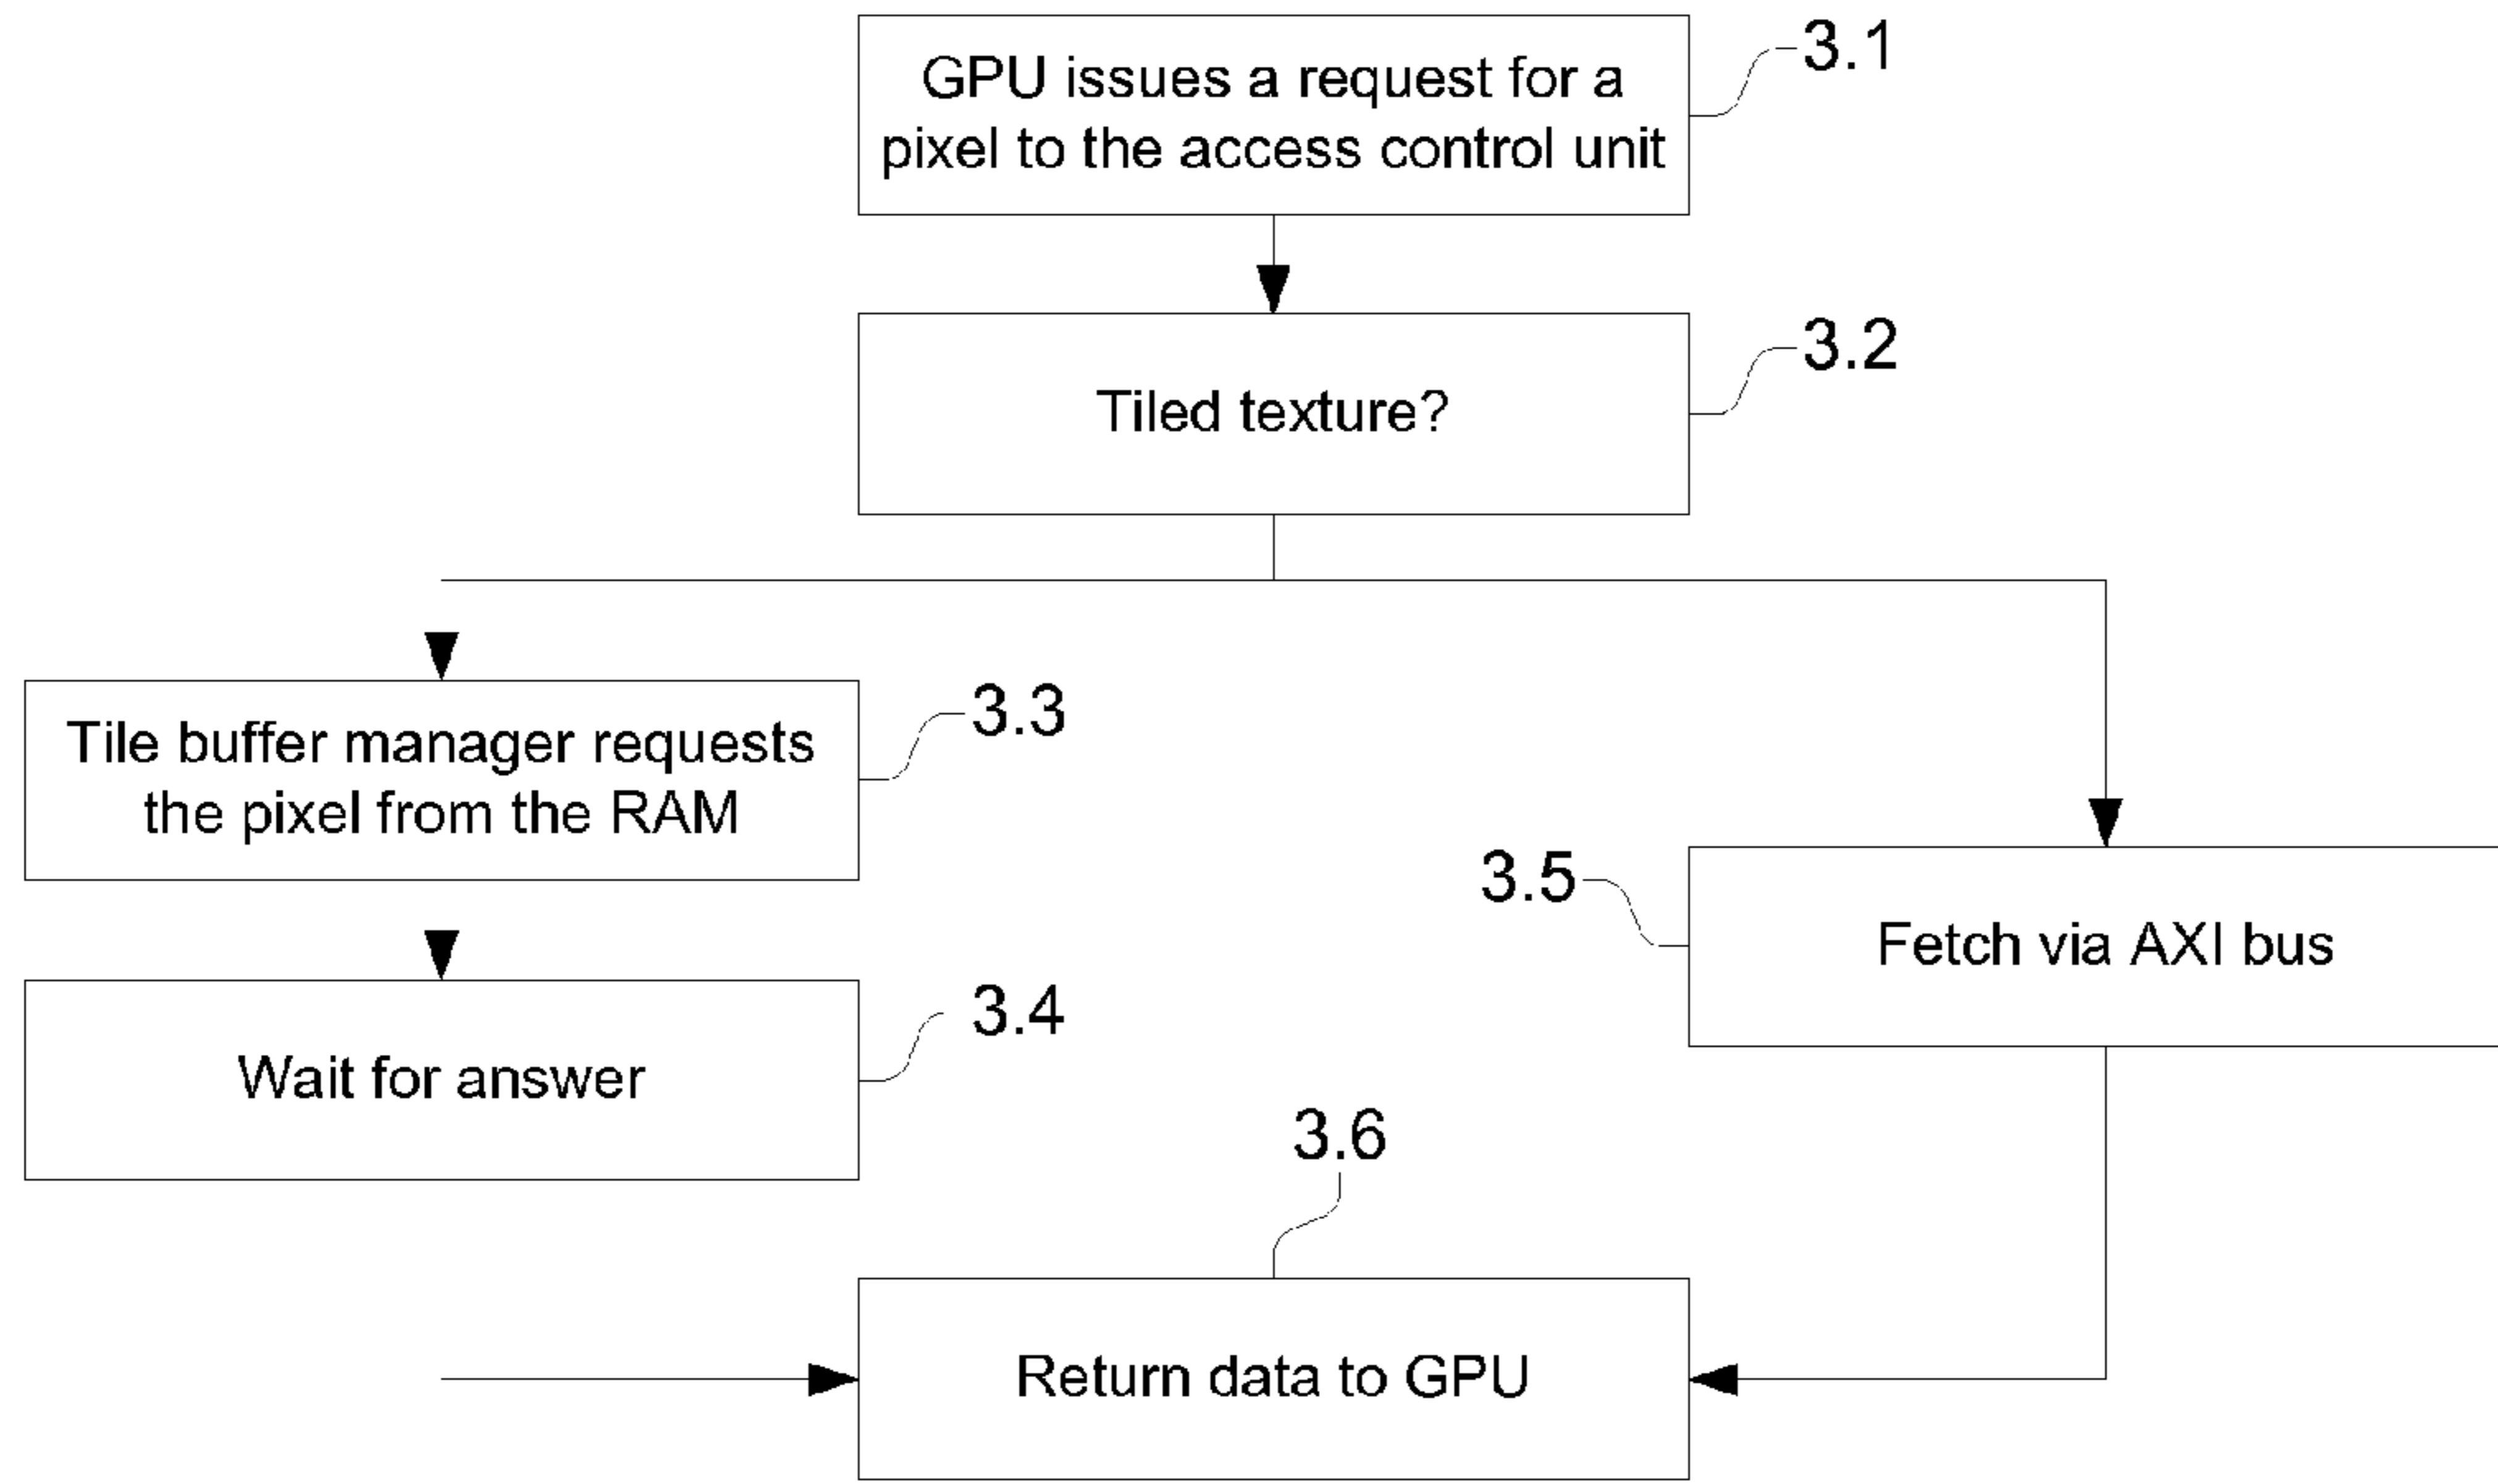 GPU issues a request for a
pixel to the access control unit
3.1
Tiled texture?
3.2
Tile buffer manager requests
the pixel from the RAM
3.3
3.5
Fetch via AXI bus
Wait for answer
3.4
3.6
Return data to GPU